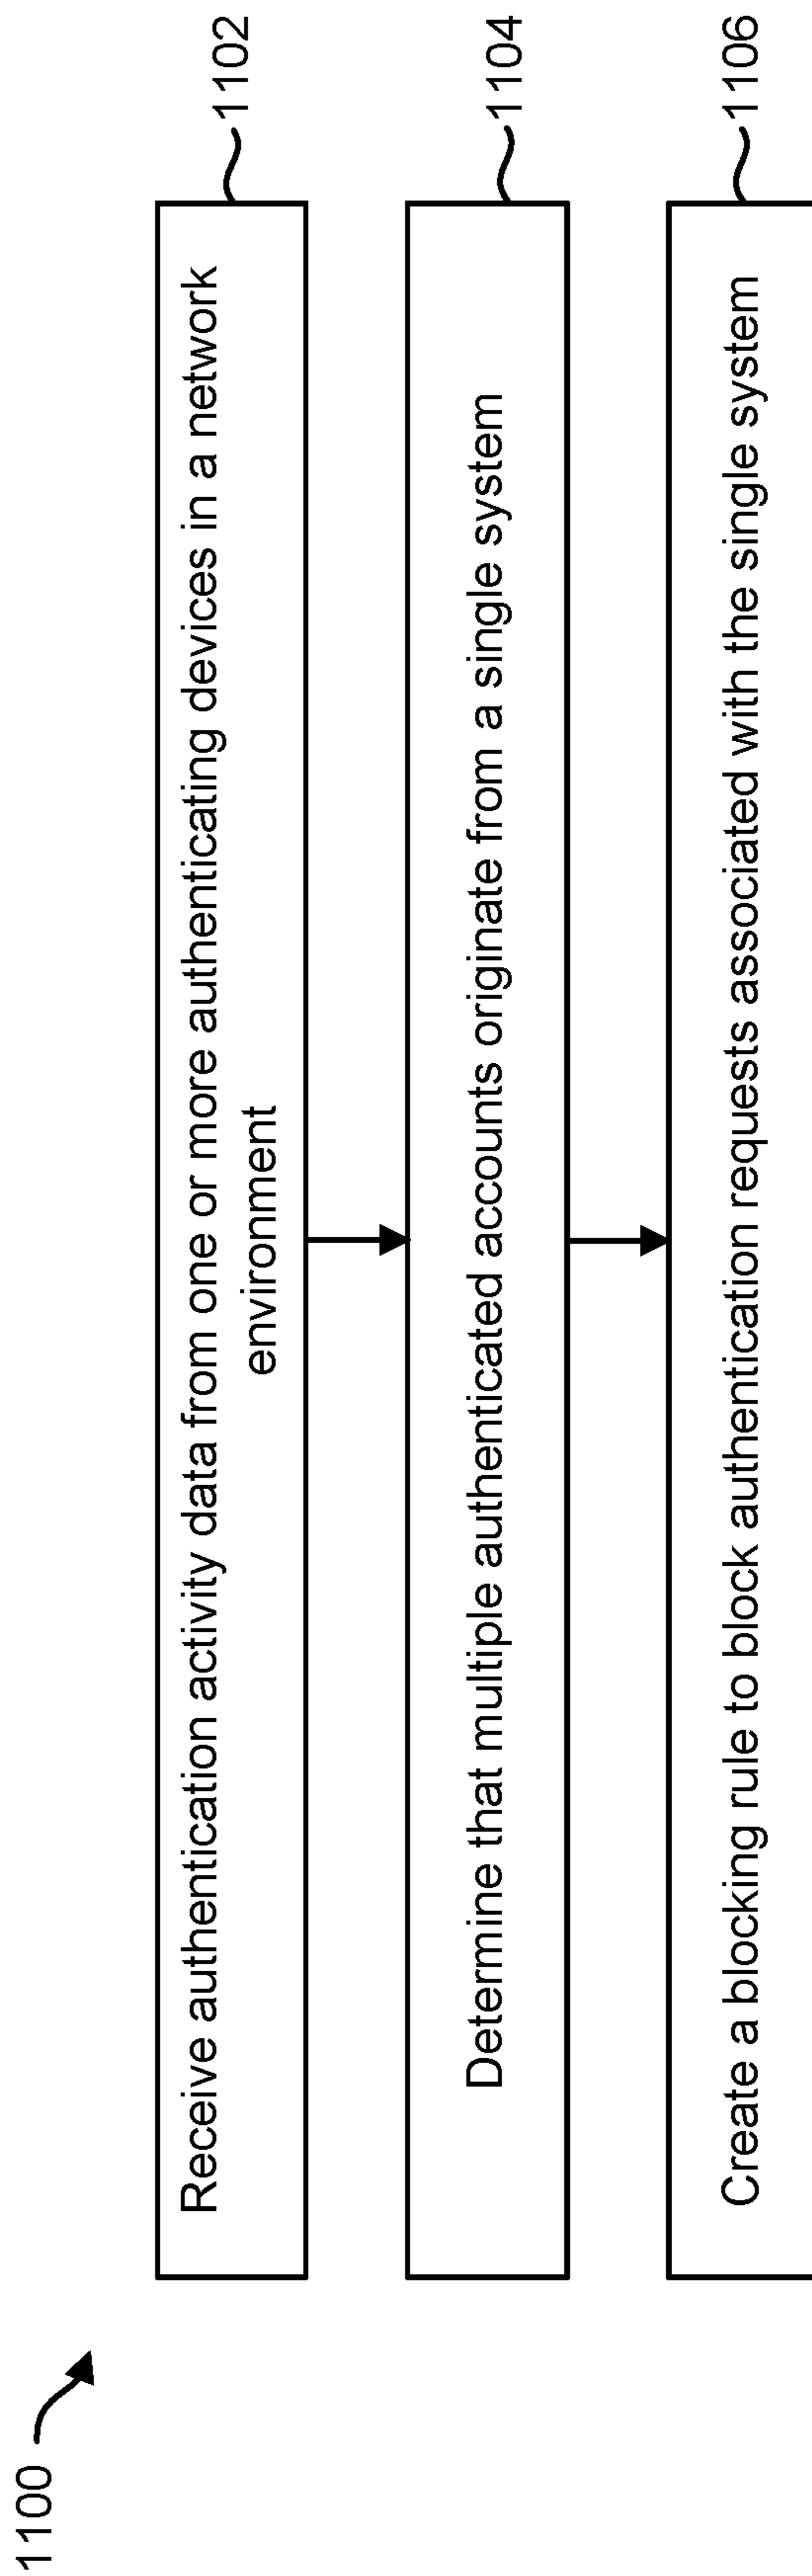 1100
Receive authentication activity data from one or more authenticating devices in a network
environment
1102
Determine that multiple authenticated accounts originate from a single system
1104
Create a blocking rule to block authentication requests associated with the single system
1106